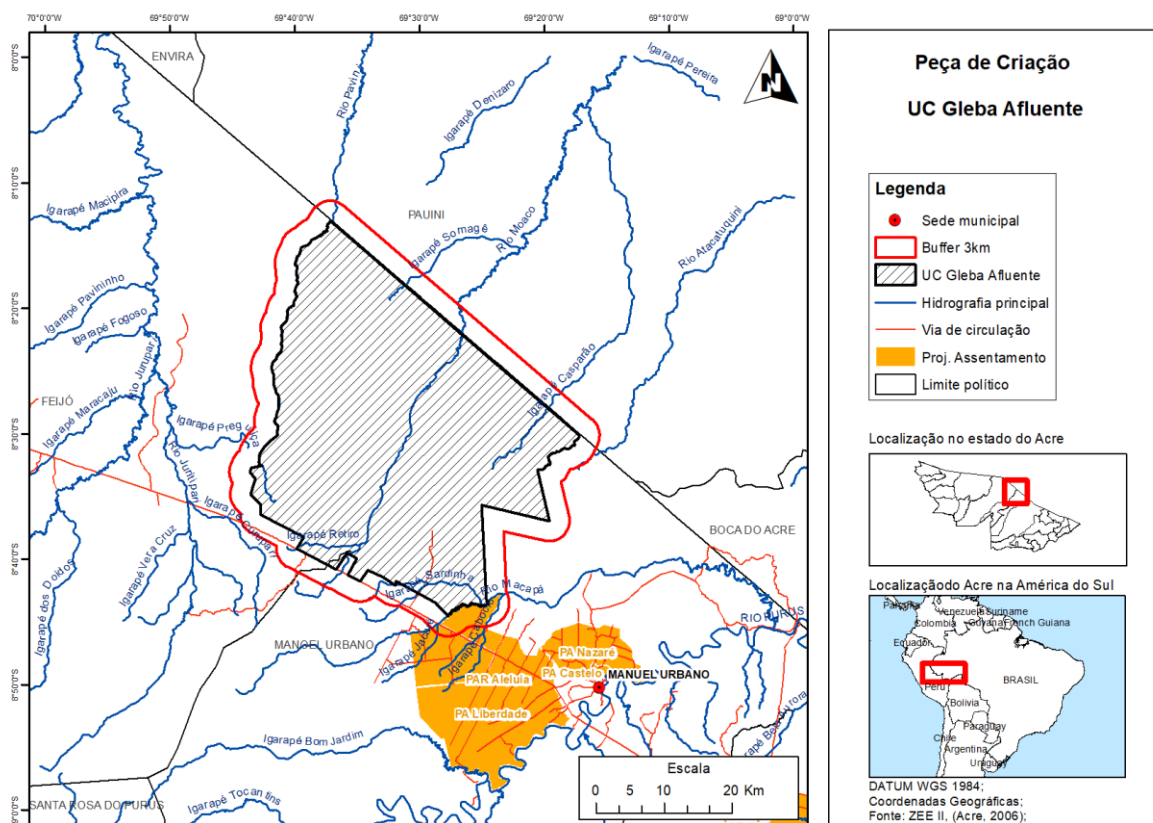 70°0'0"S
69°50'0"S
69°40'0"S
69°30'0"S
69°20'0"S
69°10'0"S
69°0'0"S
8°0'0"S
8°10'0"S
8°20'0"S
8°30'0"S
8°40'0"S
8°50'0"S
9°0'0"S
ENVIRA
Rio Paviní
Igarapé Denizaro
Igarapé Pereira
N
Igarapé Macipira
PAUINI
Igarapé Somagé
Rio Moaco
Rio Atacatuquini
Igarapé Pavininho
Igarapé Fogoso
Rio Jurupari
Igarapé Maracaju
FEIJÓ
Igarapé Preguiça
Igarapé Casparão
Rio Juritipari
Igarapé Retiro
BOCA DO ACRE
Igarapé Vera Cruz
Igarapé dos Doidos
Igarapé Sardinha
Rio Macapá
RIO PURUS
MANOEL URBANO
PA Nazaré
PA Castelo
MANUEL URBANO
PAR Aleluia
PA Liberdade
Igarapé Bom Jardim
SANTA ROSA DO PURUS
Igarapé Tocantins
Escala
0 5 10 20 Km
Peça de Criação
UC Gleba Afluente
Legenda
Sede municipal
Buffer 3km
UC Gleba Afluente
Hidrografia principal
Via de circulação
Proj. Assentamento
Limite político
Localização no estado do Acre
Localizaçãodo Acre na América do Sul
Panamá
Venezuela
Suriname
Colombia
Guyana
French Guiana
Ecuador
Peru
BRASIL
Bolivia
Paraguay
Chile
Argentina
Uruguay
DATUM WGS 1984;
Coordenadas Geográficas;
Fonte: ZEE II, (Acre, 2006);